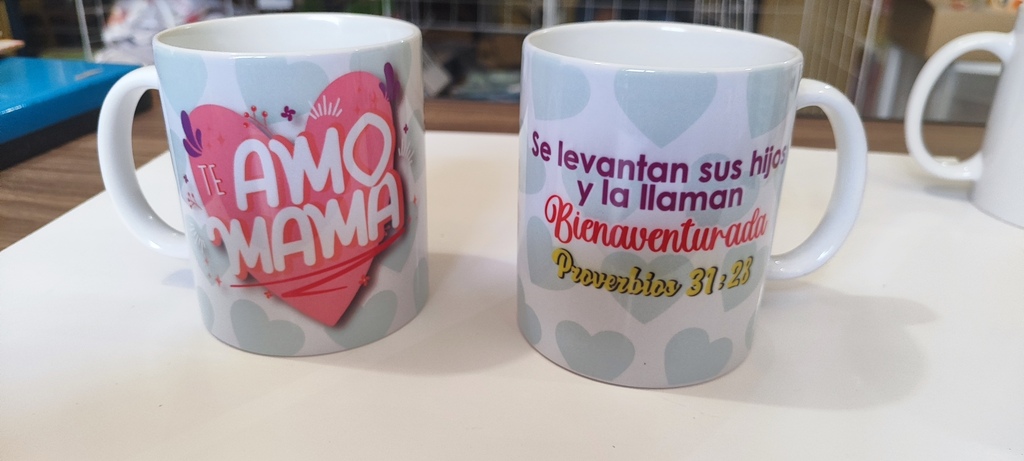 TE AMO
MAMA
Se levantan sus hijos
y la llaman
Bienaventurada
Proverbios 31:28